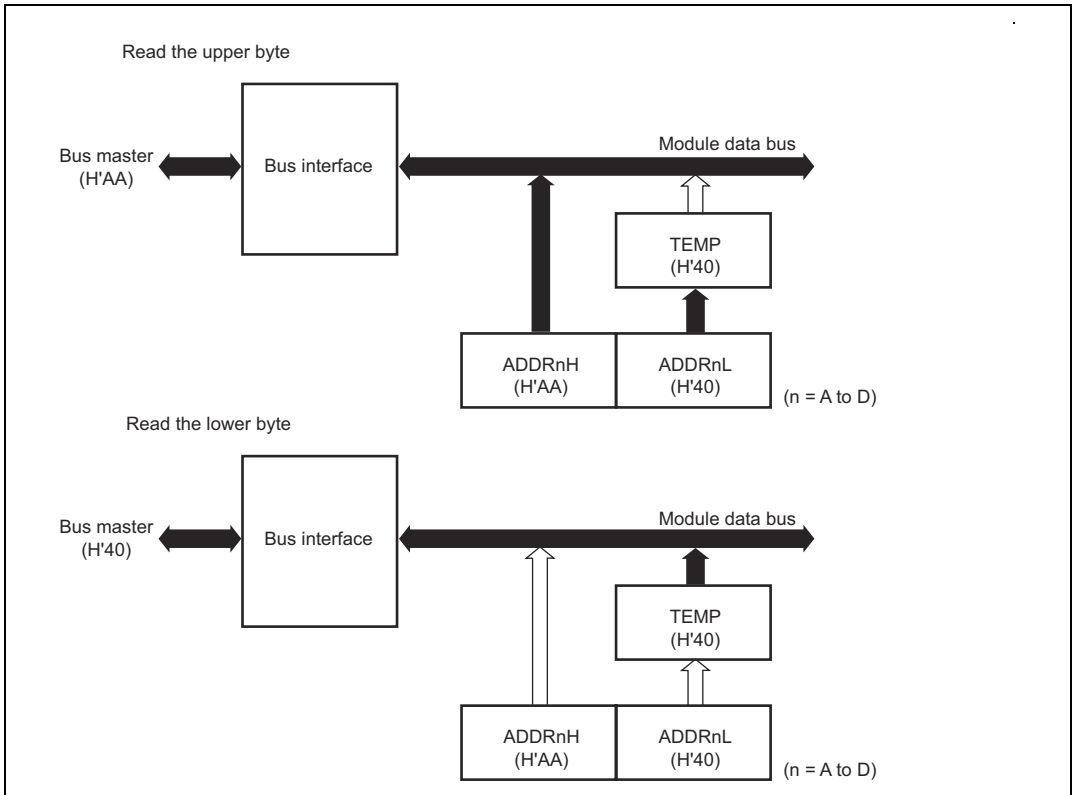 Read the upper byte
Bus master
(H'AA)
Bus interface
Module data bus
TEMP
(H'40)
ADDRnH
(H'AA)
ADDRnL
(H'40)
(n = A to D)
Read the lower byte
Bus master
(H'40)
Bus interface
Module data bus
TEMP
(H'40)
ADDRnH
(H'AA)
ADDRnL
(H'40)
(n = A to D)